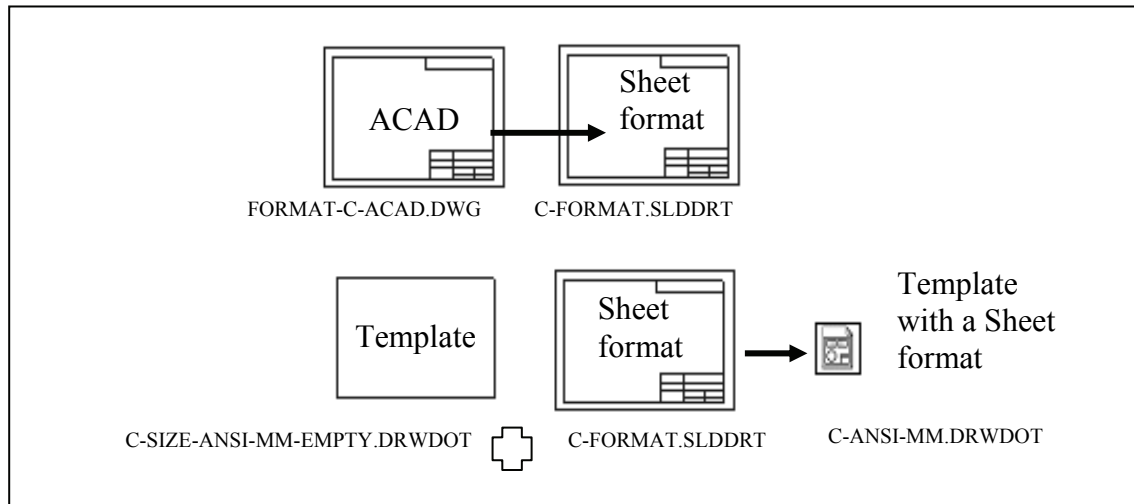 ACAD
Sheet
format
FORMAT-C-ACAD.DWG
C-FORMAT.SLDDRT
Template
Sheet
format
Template
with a Sheet
format
C-SIZE-ANSI-MM-EMPTY.DRWDOT
C-FORMAT.SLDDRT
C-ANSI-MM.DRWDOT